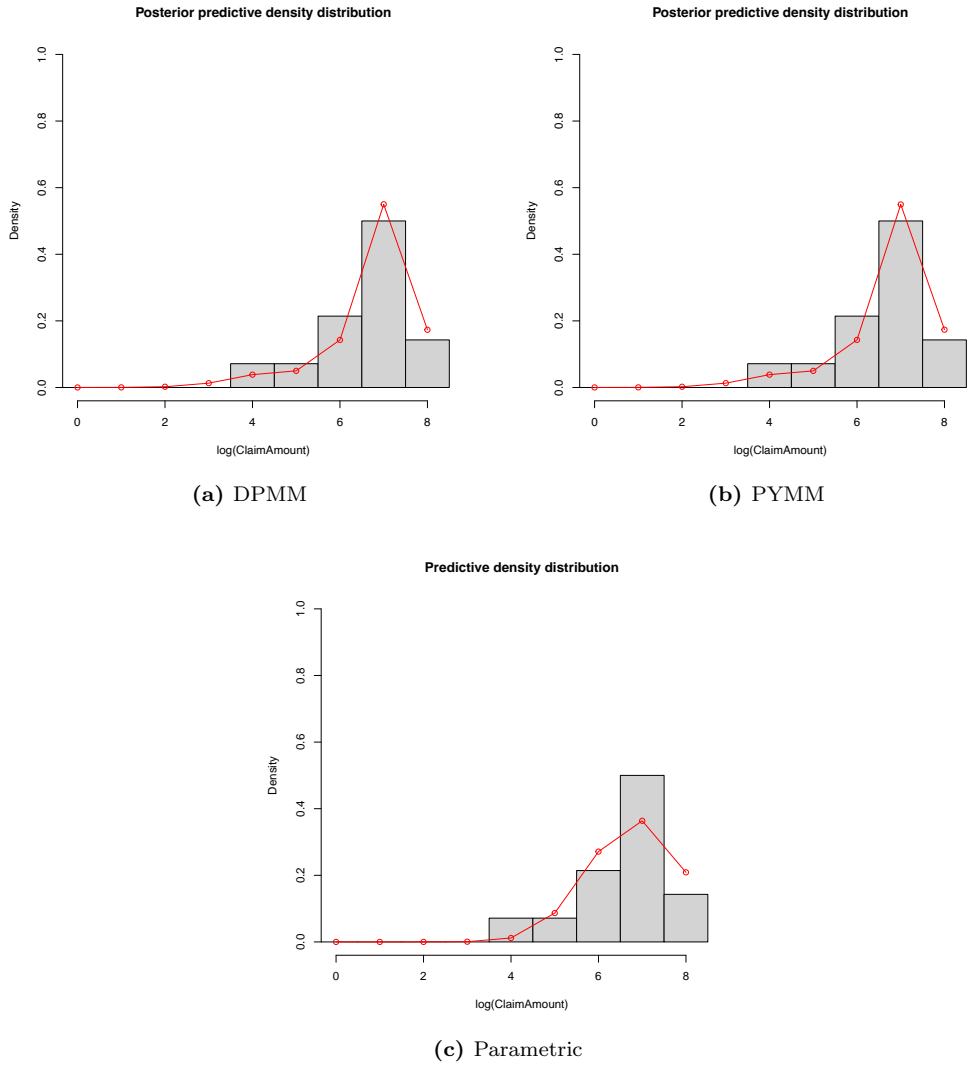 Posterior predictive density distribution
Density
0.0 0.2 0.4 0.6 0.8 1.0
0 2 4 6 8
log(ClaimAmount)
(a) DPMM
Posterior predictive density distribution
Density
0.0 0.2 0.4 0.6 0.8 1.0
0 2 4 6 8
log(ClaimAmount)
(b) PYMM
Predictive density distribution
Density
0.0 0.2 0.4 0.6 0.8 1.0
0 2 4 6 8
log(ClaimAmount)
(c) Parametric